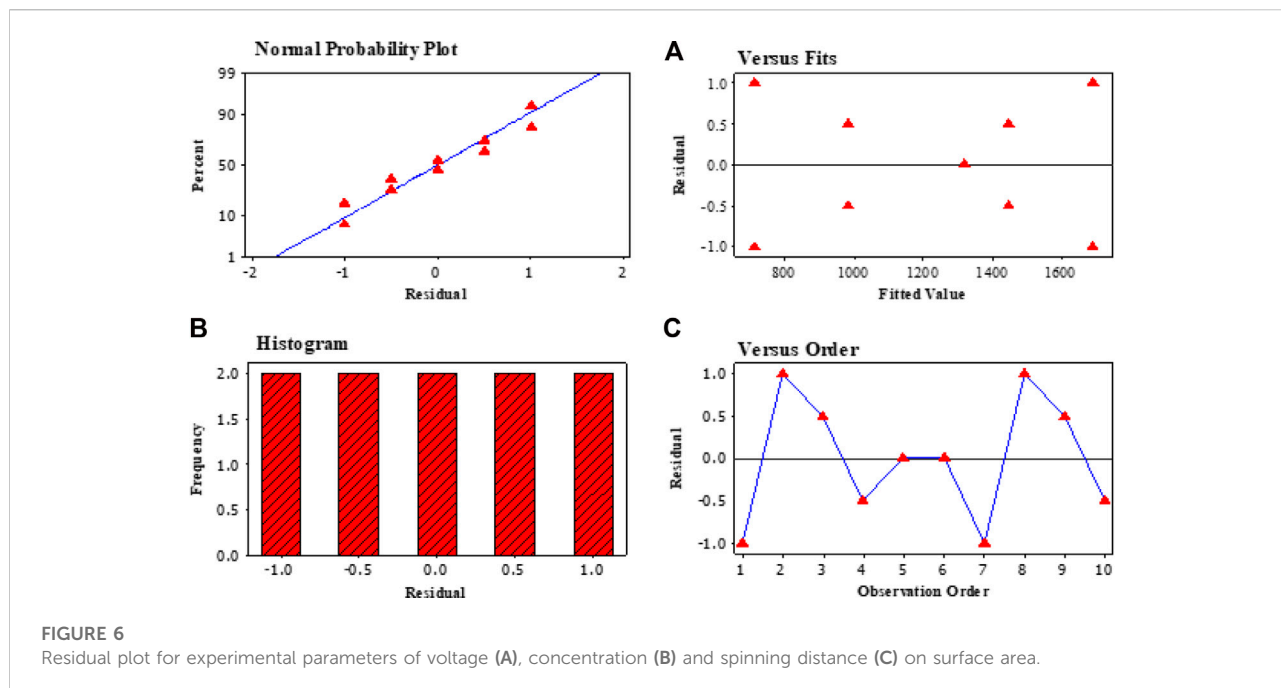 Normal Probability Plot
99
90
50
10
1
Percent
-2
-1
0
1
2
Residual
A
Versus Fits
1.0
0.5
0.0
-0.5
-1.0
Residual
800
1000
1200
1400
1600
Fitted Value
B
Histogram
2.0
1.5
1.0
0.5
0.0
Frequency
-1.0
-0.5
0.0
0.5
1.0
Residual
C
Versus Order
1.0
0.5
0.0
-0.5
-1.0
Residual
1
2
3
4
5
6
7
8
9
10
Observation Order
FIGURE 6
Residual plot for experimental parameters of voltage (A), concentration (B) and spinning distance (C) on surface area.